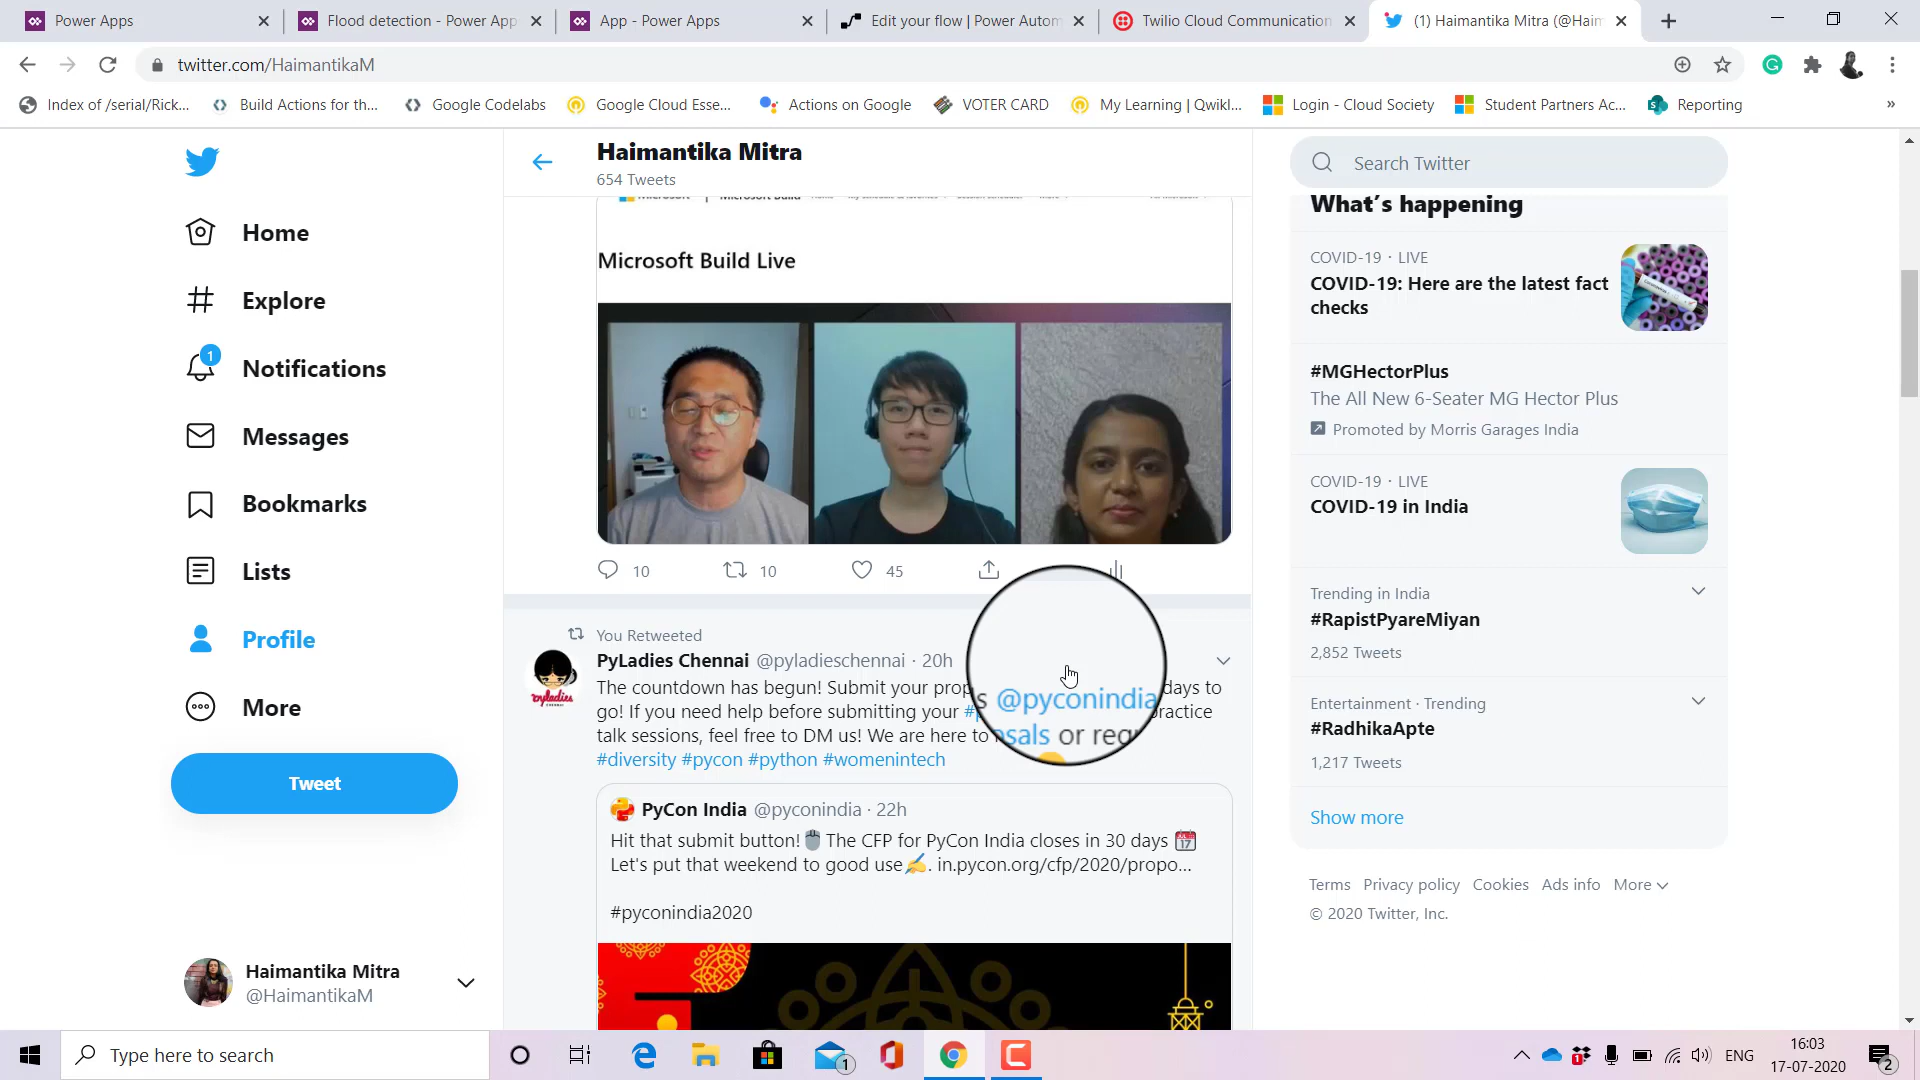 Power Apps
Flood detection - Power App
App - Power Apps
Edit your flow | Power Autom
Twilio Cloud Communication
(1) Haimantika Mitra (@Haim
twitter.com/HaimantikaM
Index of /serial/Rick...
Build Actions for th...
Google Codelabs
Google Cloud Esse...
Actions on Google
VOTER CARD
My Learning | Qwikl...
Login - Cloud Society
Student Partners Ac...
Reporting
»
Home
Explore
1
Notifications
Messages
Bookmarks
Lists
Profile
More
Tweet
Haimantika Mitra
@HaimantikaM
Haimantika Mitra
654 Tweets
Microsoft Build Live
10
10
45
You Retweeted
PyLadies Chennai @pyladieschennai · 20h
The countdown has begun! Submit your prop s @pyconindia days to
go! If you need help before submitting your sals or practice
talk sessions, feel free to DM us! We are here to
#diversity #pycon #python #womenintech
PyCon India @pyconindia · 22h
Hit that submit button! The CFP for PyCon India closes in 30 days
Let's put that weekend to good use. in.pycon.org/cfp/2020/propo...
#pyconindia2020
Search Twitter
What's happening
COVID-19 · LIVE
COVID-19: Here are the latest fact
checks
#MGHectorPlus
The All New 6-Seater MG Hector Plus
Promoted by Morris Garages India
COVID-19 · LIVE
COVID-19 in India
Trending in India
#RapistPyareMiyan
2,852 Tweets
Entertainment · Trending
#RadhikaApte
1,217 Tweets
Show more
Terms Privacy policy Cookies Ads info More
© 2020 Twitter, Inc.
Type here to search
1
ENG
16:03
17-07-2020
2